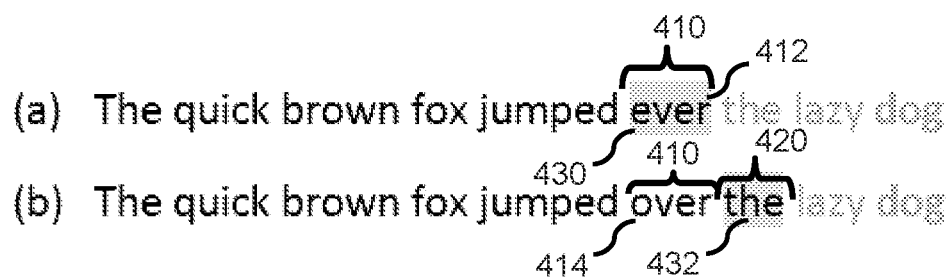 410
412
(a) The quick brown fox jumped ever the lazy dog
430 410 420
(b) The quick brown fox jumped over the lazy dog
414 432